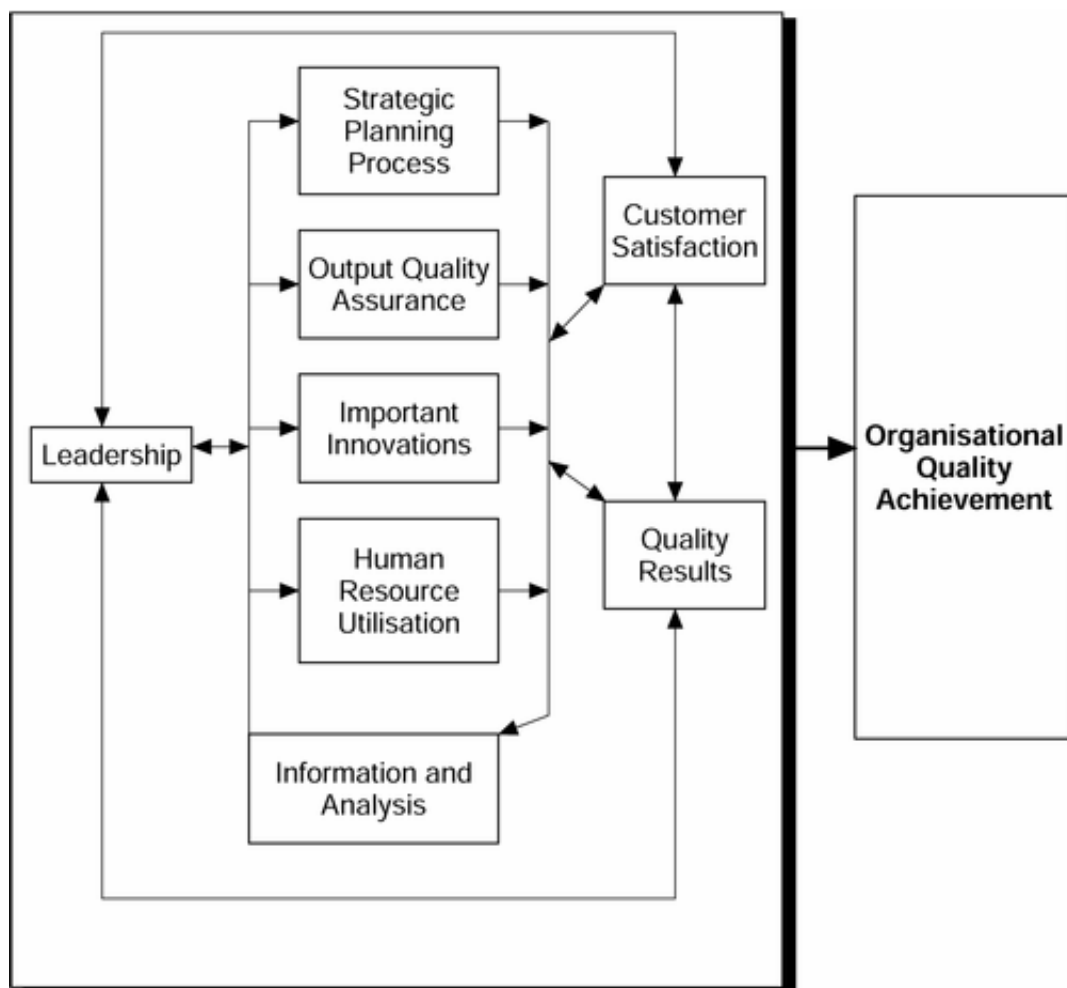 Strategic
Planning
Process
Customer
Satisfaction
Output Quality
Assurance
Important
Innovations
Leadership
Organisational
Quality
Achievement
Quality
Results
Human
Resource
Utilisation
Information and
Analysis